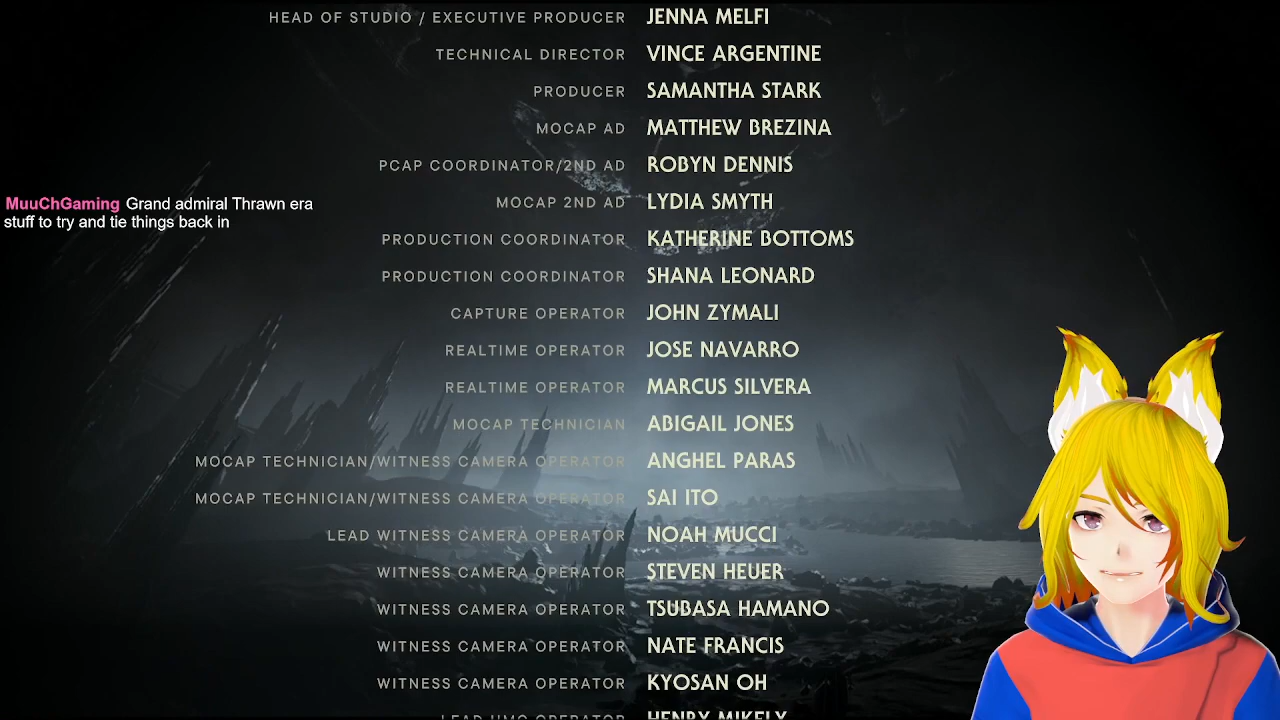 HEAD OF STUDIO / EXECUTIVE PRODUCER JENNA MELFI
TECHNICAL DIRECTOR VINCE ARGENTINE
PRODUCER SAMANTHA STARK
MOCAP AD MATTHEW BREZINA
PCAP COORDINATOR/2ND AD ROBYN DENNIS
MuuChGaming Grand admiral Thrawn era
stuff to try and tie things back in
MOCAP 2ND AD LYDIA SMYTH
PRODUCTION COORDINATOR KATHERINE BOTTOMS
PRODUCTION COORDINATOR SHANA LEONARD
CAPTURE OPERATOR JOHN ZYMALI
REALTIME OPERATOR JOSE NAVARRO
REALTIME OPERATOR MARCUS SILVERA
MOCAP TECHNICIAN ABIGAIL JONES
MOCAP TECHNICIAN/WITNESS CAMERA OPERATOR ANGHEL PARAS
MOCAP TECHNICIAN/WITNESS CAMERA OPERATOR SAI ITO
LEAD WITNESS CAMERA OPERATOR NOAH MUCCI
WITNESS CAMERA OPERATOR STEVEN HEUER
WITNESS CAMERA OPERATOR TSUBASA HAMANO
WITNESS CAMERA OPERATOR NATE FRANCIS
WITNESS CAMERA OPERATOR KYOSAN OH
LEAD HMC OPERATOR HENRY MIKELY